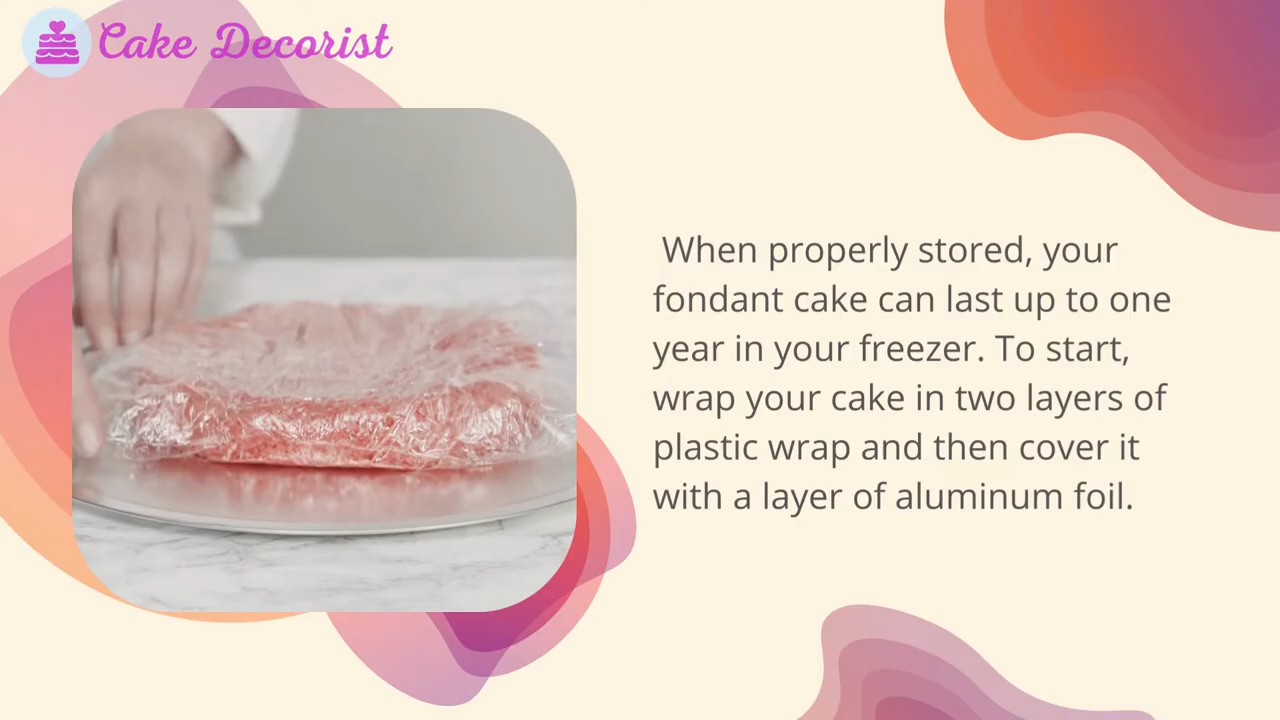 Cake Decorist
When properly stored, your
fondant cake can last up to one
year in your freezer. To start,
wrap your cake in two layers of
plastic wrap and then cover it
with a layer of aluminum foil.